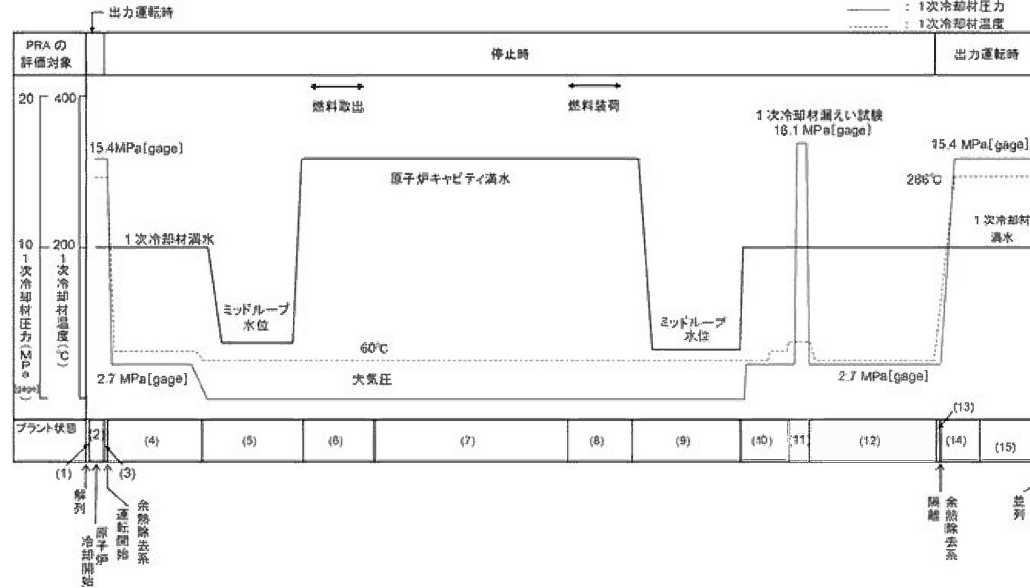 出力運転時
： 1次冷却材圧力
： 1次冷却材温度
PRA の
評価対象
停止時
出力運転時
20
400
燃料取出
燃料装荷
1次冷却材漏えい試験
16.1 MPa[gage]
15.4MPa[gage]
15.4 MPa[gage]
原子炉キャビティ満水
286℃
1次冷却材満水
1次冷却材
満水
10
200
1次冷却材圧力(MPa[gage])
1次冷却材温度(℃)
ミッドループ
水位
ミッドループ
水位
60℃
2.7 MPa[gage]
大気圧
2.7 MPa[gage]
プラント状態
(1)
(2)
(3)
(4)
(5)
(6)
(7)
(8)
(9)
(10)
(11)
(12)
(13)
(14)
(15)
解列
原子炉
冷却開始
余熱除去系
運転開始
余熱除去系
隔離
並列